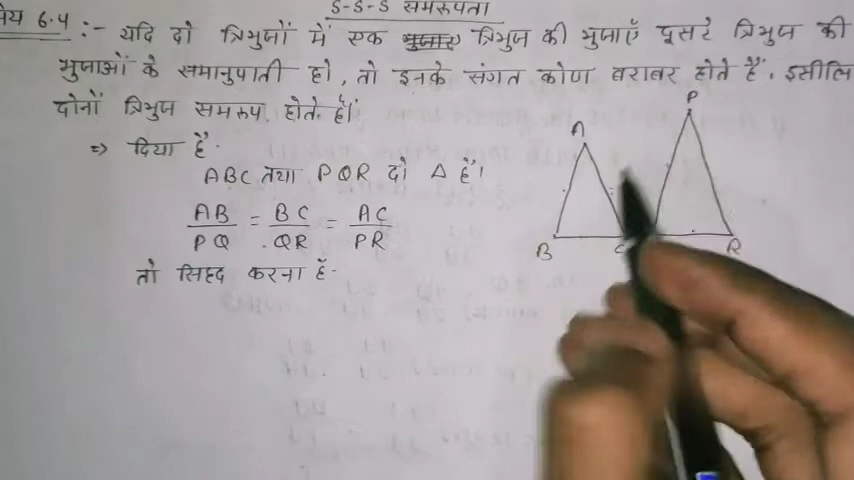 S-S-S समरूपता
मेय 6.4 :- यदि दो त्रिभुजों में एक त्रिभुज की भुजाएँ दूसरे त्रिभुज की
भुजाओं के समानुपाती हो, तो इनके संगत कोण बराबर होते हैं. इसीलि
दोनों त्रिभुज समरूप होते हैं।
⇒ दिया है.
ABC तथा PQR दो Δ हैं।
AB/PQ = BC/QR = AC/PR
तो सिद्द करना है.
A
P
B
C
R